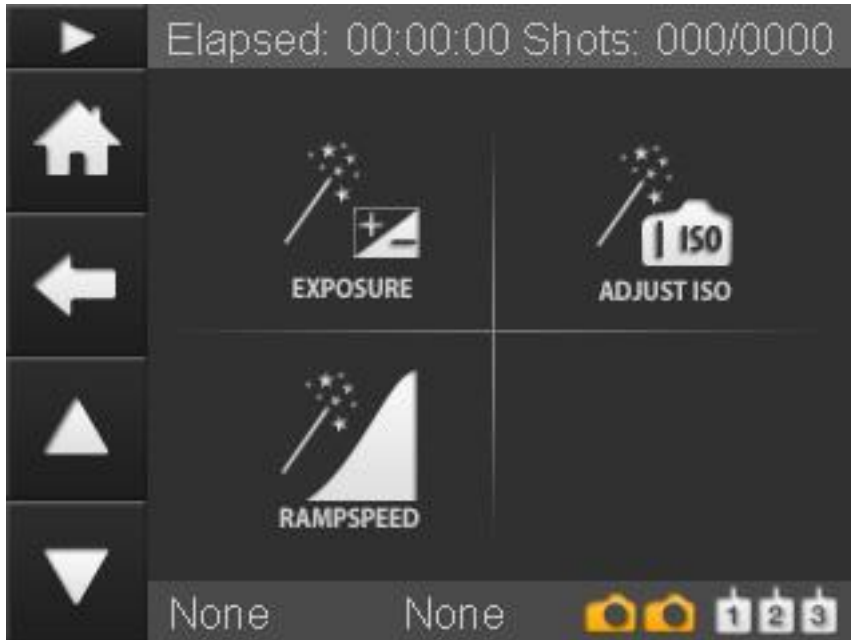 Elapsed: 00:00:00 Shots: 000/0000
EXPOSURE
ISO
ADJUST ISO
RAMPSPEED
None None 1 2 3